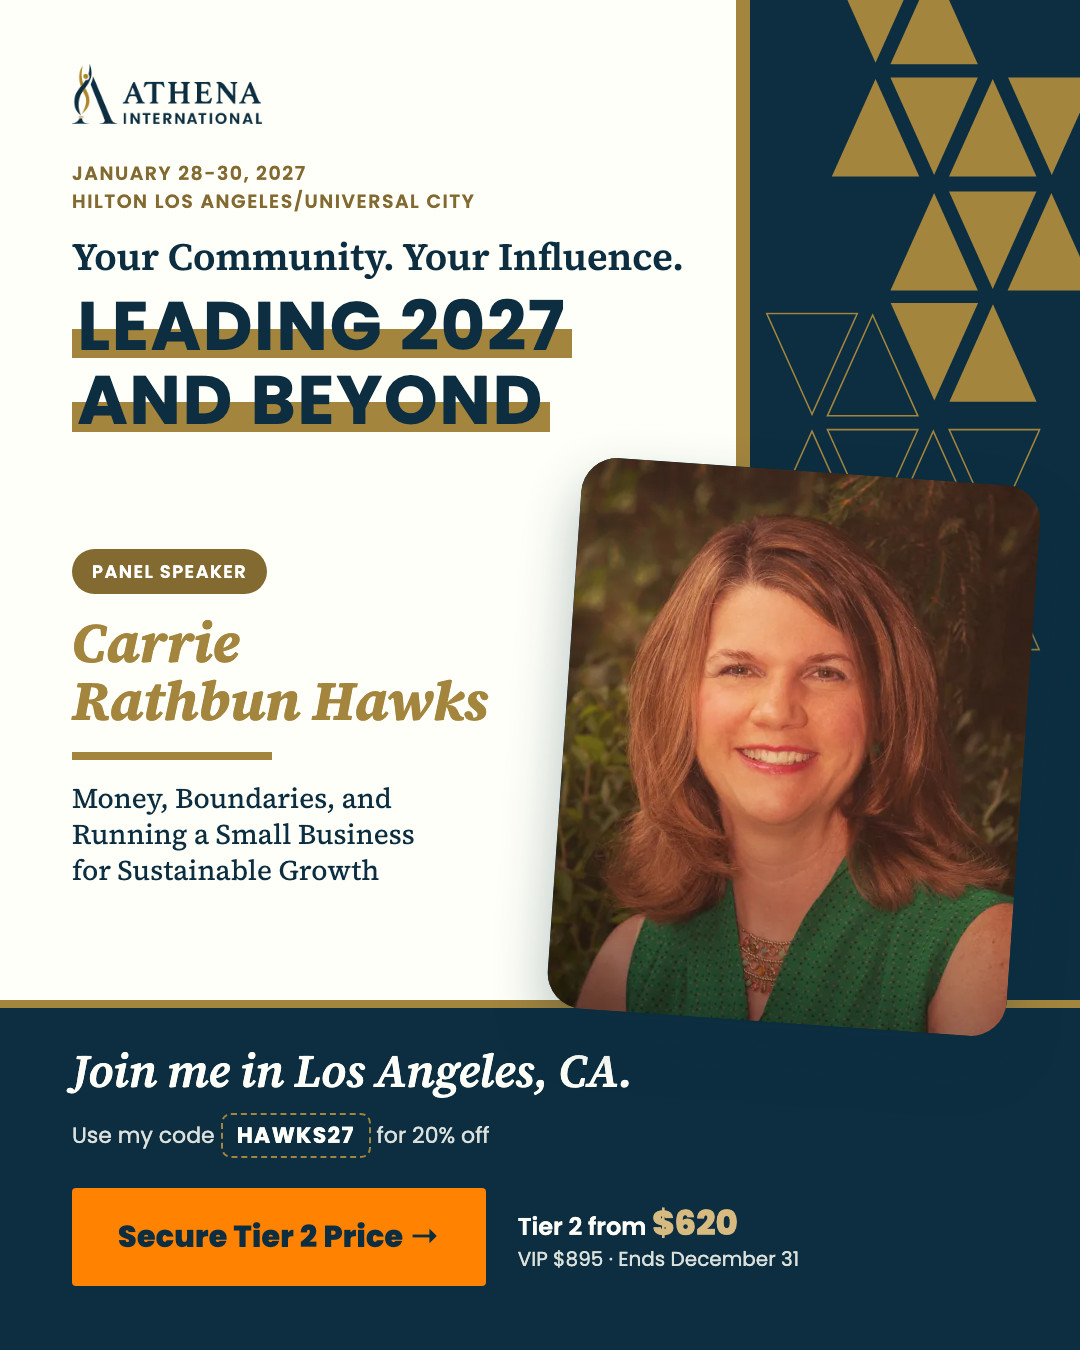 ATHENA
INTERNATIONAL
JANUARY 28-30, 2027
HILTON LOS ANGELES/UNIVERSAL CITY
Your Community. Your Influence.
LEADING 2027
AND BEYOND
PANEL SPEAKER
Carrie
Rathbun Hawks
Money, Boundaries, and
Running a Small Business
for Sustainable Growth
Join me in Los Angeles, CA.
Use my code HAWKS27 for 20% off
Secure Tier 2 Price →
Tier 2 from $620
VIP $895 · Ends December 31